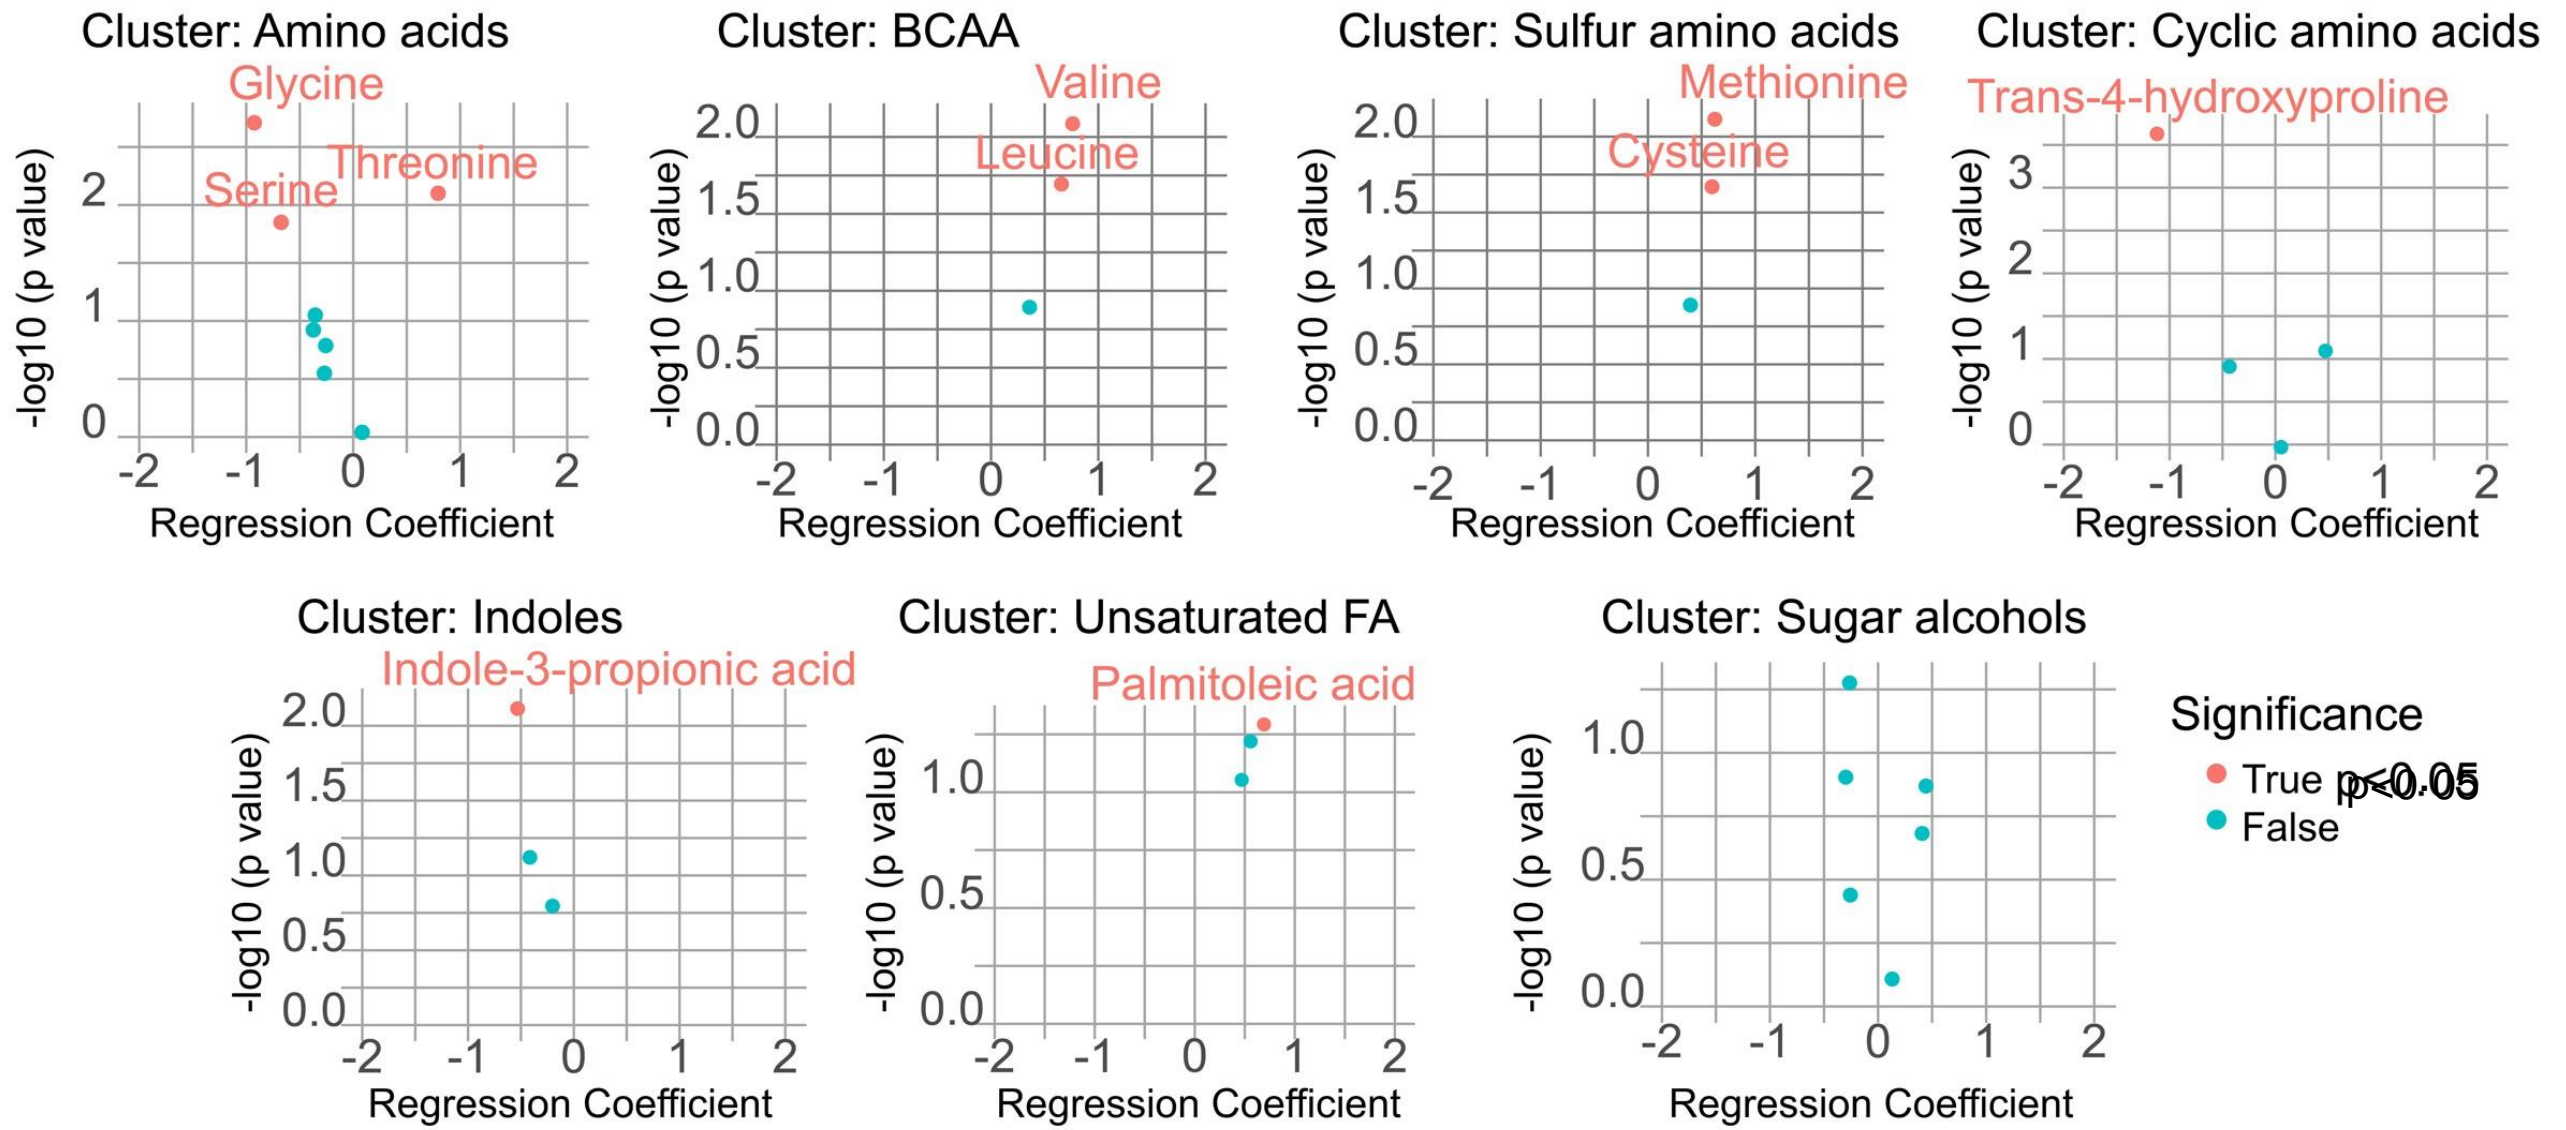 Cluster: Amino acids
Glycine
Threonine
Serine
-log10 (p value)
2
1
0
-2 -1 0 1 2
Regression Coefficient
Cluster: BCAA
Valine
Leucine
-log10 (p value)
2.0
1.5
1.0
0.5
0.0
-2 -1 0 1 2
Regression Coefficient
Cluster: Sulfur amino acids
Methionine
Cysteine
-log10 (p value)
2.0
1.5
1.0
0.5
0.0
-2 -1 0 1 2
Regression Coefficient
Cluster: Cyclic amino acids
Trans-4-hydroxyproline
-log10 (p value)
3
2
1
0
-2 -1 0 1 2
Regression Coefficient
Cluster: Indoles
Indole-3-propionic acid
-log10 (p value)
2.0
1.5
1.0
0.5
0.0
-2 -1 0 1 2
Regression Coefficient
Cluster: Unsaturated FA
Palmitoleic acid
-log10 (p value)
1.0
0.5
0.0
-2 -1 0 1 2
Regression Coefficient
Cluster: Sugar alcohols
-log10 (p value)
1.0
0.5
0.0
-2 -1 0 1 2
Regression Coefficient
Significance
True p<0.05
p<0.05
False